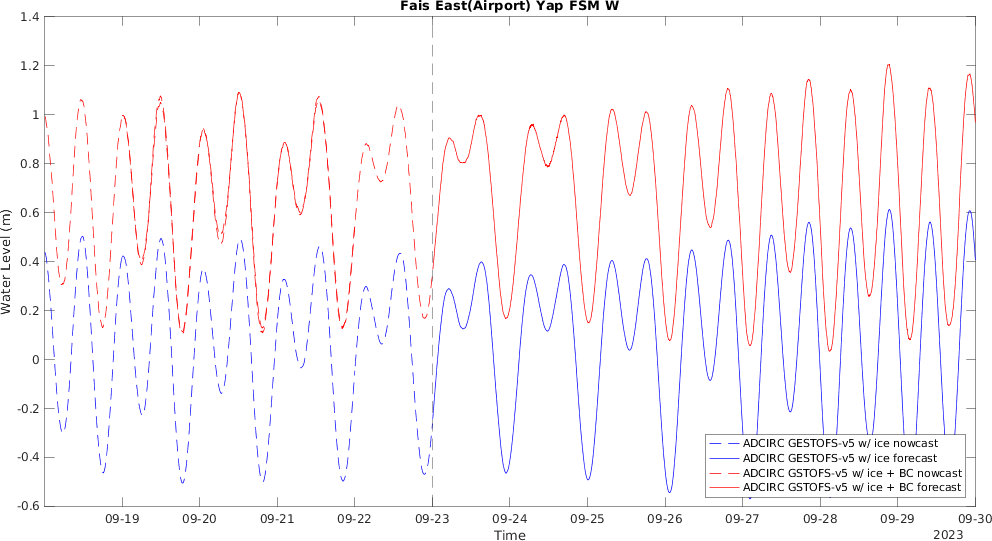 Fais East(Airport) Yap FSM W
1.4
1.2
1
0.8
0.6
0.4
0.2
0
-0.2
-0.4
-0.6
Water Level (m)
ADCIRC GESTOFS-v5 w/ ice nowcast
ADCIRC GESTOFS-v5 w/ ice forecast
ADCIRC GSTOFS-v5 w/ ice + BC nowcast
ADCIRC GSTOFS-v5 w/ ice + BC forecast
09-19 09-20 09-21 09-22 09-23 09-24 09-25 09-26 09-27 09-28 09-29 09-30
Time
2023